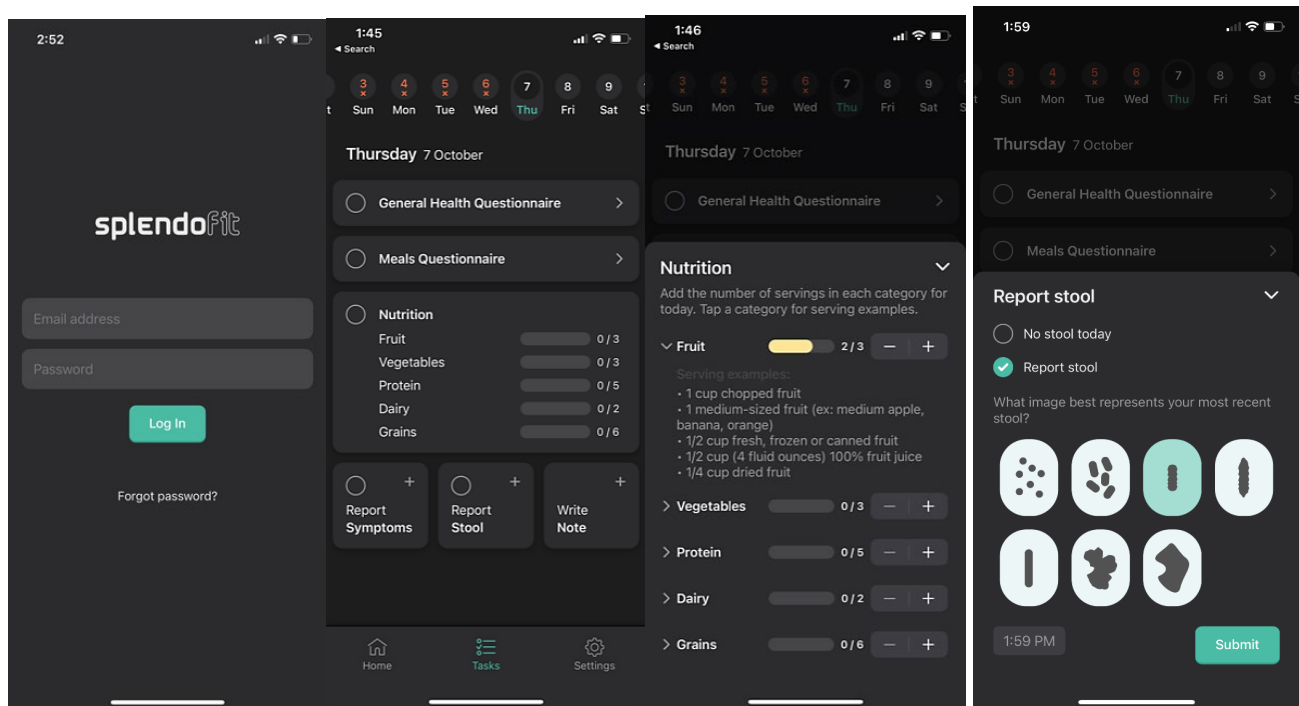 2:52
splendofit
Email address
Password
Log In
Forgot password?
1:45
Search
3 4 5 6 7 8 9
t Sun Mon Tue Wed Thu Fri Sat S
Thursday 7 October
General Health Questionnaire
Meals Questionnaire
Nutrition
Fruit 0/3
Vegetables 0/3
Protein 0/5
Dairy 0/2
Grains 0/6
Report
Symptoms
Report
Stool
Write
Note
Home Tasks Settings
1:46
Search
3 4 5 6 7 8 9
t Sun Mon Tue Wed Thu Fri Sat S
Thursday 7 October
General Health Questionnaire
Nutrition
Add the number of servings in each category for
today. Tap a category for serving examples.
Fruit 2/3 − +
Serving examples:
• 1 cup chopped fruit
• 1 medium-sized fruit (ex: medium apple,
banana, orange)
• 1/2 cup fresh, frozen or canned fruit
• 1/2 cup (4 fluid ounces) 100% fruit juice
• 1/4 cup dried fruit
Vegetables 0/3 − +
Protein 0/5 − +
Dairy 0/2 − +
Grains 0/6 − +
1:59
3 4 5 6 7 8 9
t Sun Mon Tue Wed Thu Fri Sat S
Thursday 7 October
General Health Questionnaire
Meals Questionnaire
Report stool
No stool today
Report stool
What image best represents your most recent
stool?
1:59 PM
Submit